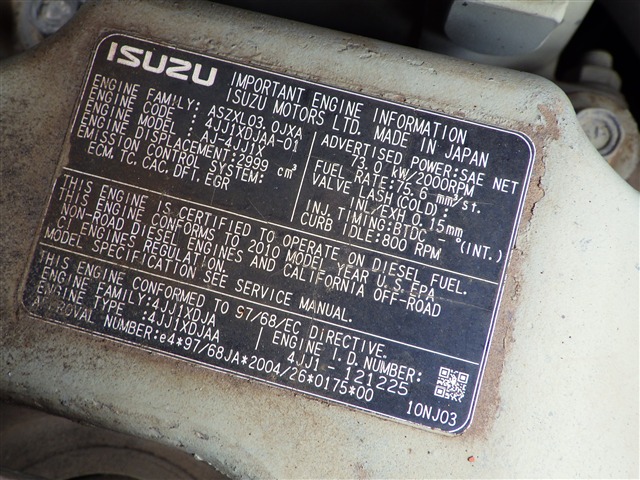 ISUZU IMPORTANT ENGINE INFORMATION
ISUZU MOTORS LTD. MADE IN JAPAN
ENGINE FAMILY: ASZXL03.0JXA
ENGINE CODE: 4JJ1XDJAA-01
ENGINE : AU-4JJ1X
ENGINE DISPLACEMENT: 2999 cm³
EMISSION CONTROL SYSTEM:
ECM, TC, CAC, DFI, EGR
ADVERTISED POWER: SAE NET
73.0 kW/2000RPM
FUEL RATE: 75.6 mm³/st.
VALVE LASH (COLD):
INL/EXH 0.15mm
INJ. TIMING: BTDC -° (INT.)
CURB IDLE: 800 RPM
THIS ENGINE IS CERTIFIED TO OPERATE ON DIESEL FUEL.
THIS ENGINE CONFORMS TO 2010 MODEL YEAR U.S.EPA
NON-ROAD DIESEL ENGINES AND CALIFORNIA OFF-ROAD
CI ENGINES REGULATION.
MODEL SPECIFICATION SEE SERVICE MANUAL.
THIS ENGINE CONFORMED TO 97/68/EC DIRECTIVE.
ENGINE FAMILY: 4JJ1XDJA
ENGINE TYPE : 4JJ1XDJAA
APPROVAL NUMBER: e4*97/68JA*2004/26*0175*00
ENGINE I.D. NUMBER:
4JJ1 - 121225
10NJ03